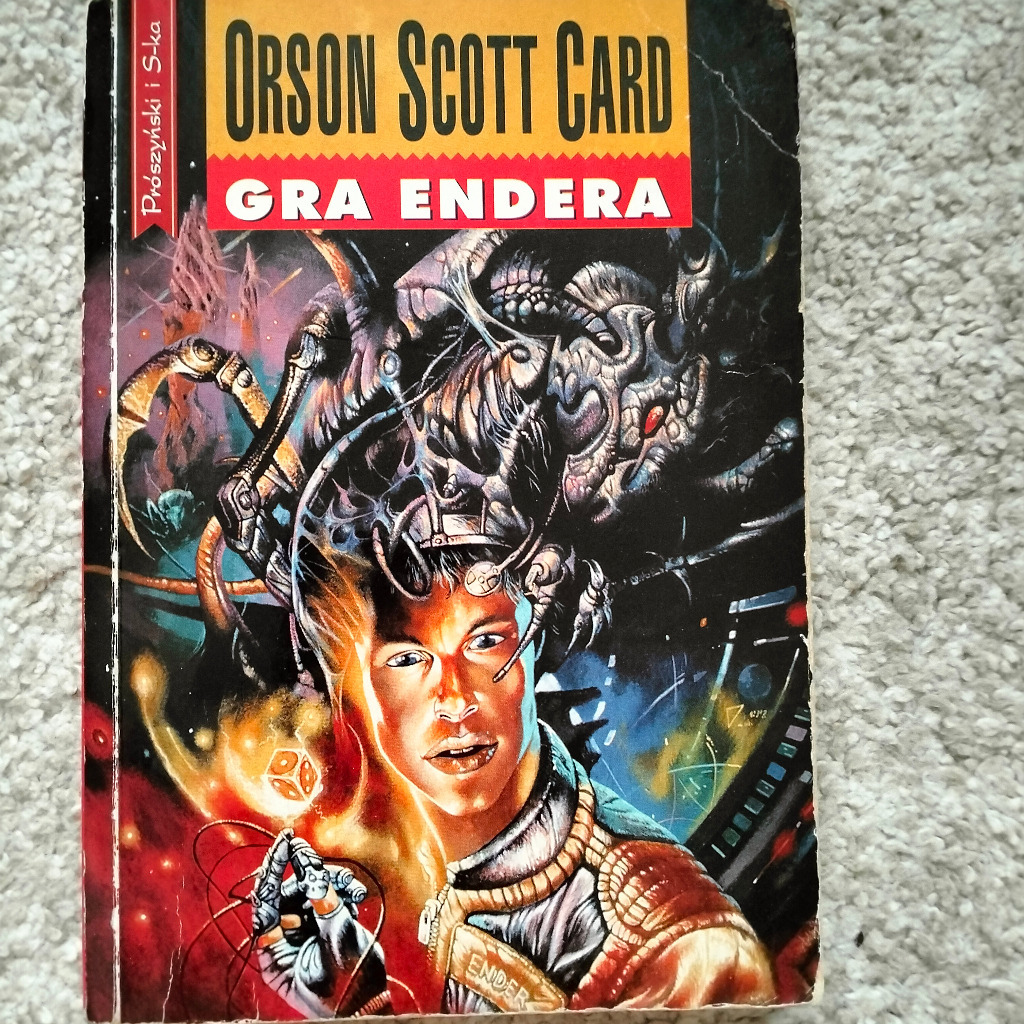 Prószyński i S-ka
ORSON SCOTT CARD
GRA ENDERA
ENDER